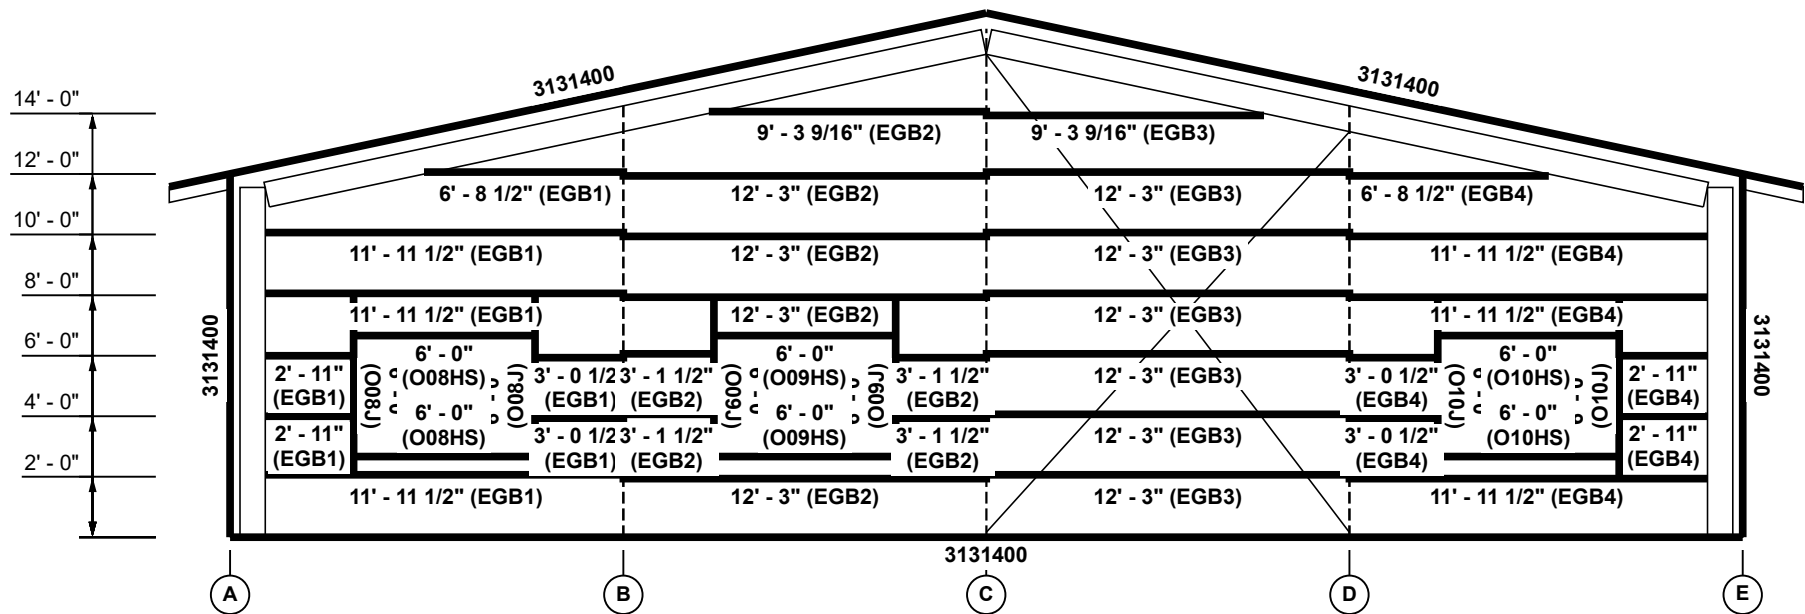 3131400
3131400
14' - 0"
9' - 3 9/16" (EGB2)
9' - 3 9/16" (EGB3)
12' - 0"
6' - 8 1/2" (EGB1)
12' - 3" (EGB2)
12' - 3" (EGB3)
6' - 8 1/2" (EGB4)
10' - 0"
11' - 11 1/2" (EGB1)
12' - 3" (EGB2)
12' - 3" (EGB3)
11' - 11 1/2" (EGB4)
8' - 0"
11' - 11 1/2" (EGB1)
12' - 3" (EGB2)
12' - 3" (EGB3)
11' - 11 1/2" (EGB4)
3131400
3131400
6' - 0"
2' - 11"
(EGB1)
(O08J)
6' - 0"
(O08HS)
(O08J)
3' - 0 1/2
(EGB1)
3' - 1 1/2"
(EGB2)
(O09J)
6' - 0"
(O09HS)
(O09J)
3' - 1 1/2"
(EGB2)
12' - 3" (EGB3)
3' - 0 1/2"
(EGB4)
(O10J)
6' - 0"
(O10HS)
(O10J)
2' - 11"
(EGB4)
4' - 0"
2' - 11"
(EGB1)
6' - 0"
(O08HS)
3' - 0 1/2
(EGB1)
3' - 1 1/2"
(EGB2)
6' - 0"
(O09HS)
3' - 1 1/2"
(EGB2)
12' - 3" (EGB3)
3' - 0 1/2"
(EGB4)
6' - 0"
(O10HS)
2' - 11"
(EGB4)
2' - 0"
11' - 11 1/2" (EGB1)
12' - 3" (EGB2)
12' - 3" (EGB3)
11' - 11 1/2" (EGB4)
3131400
A
B
C
D
E